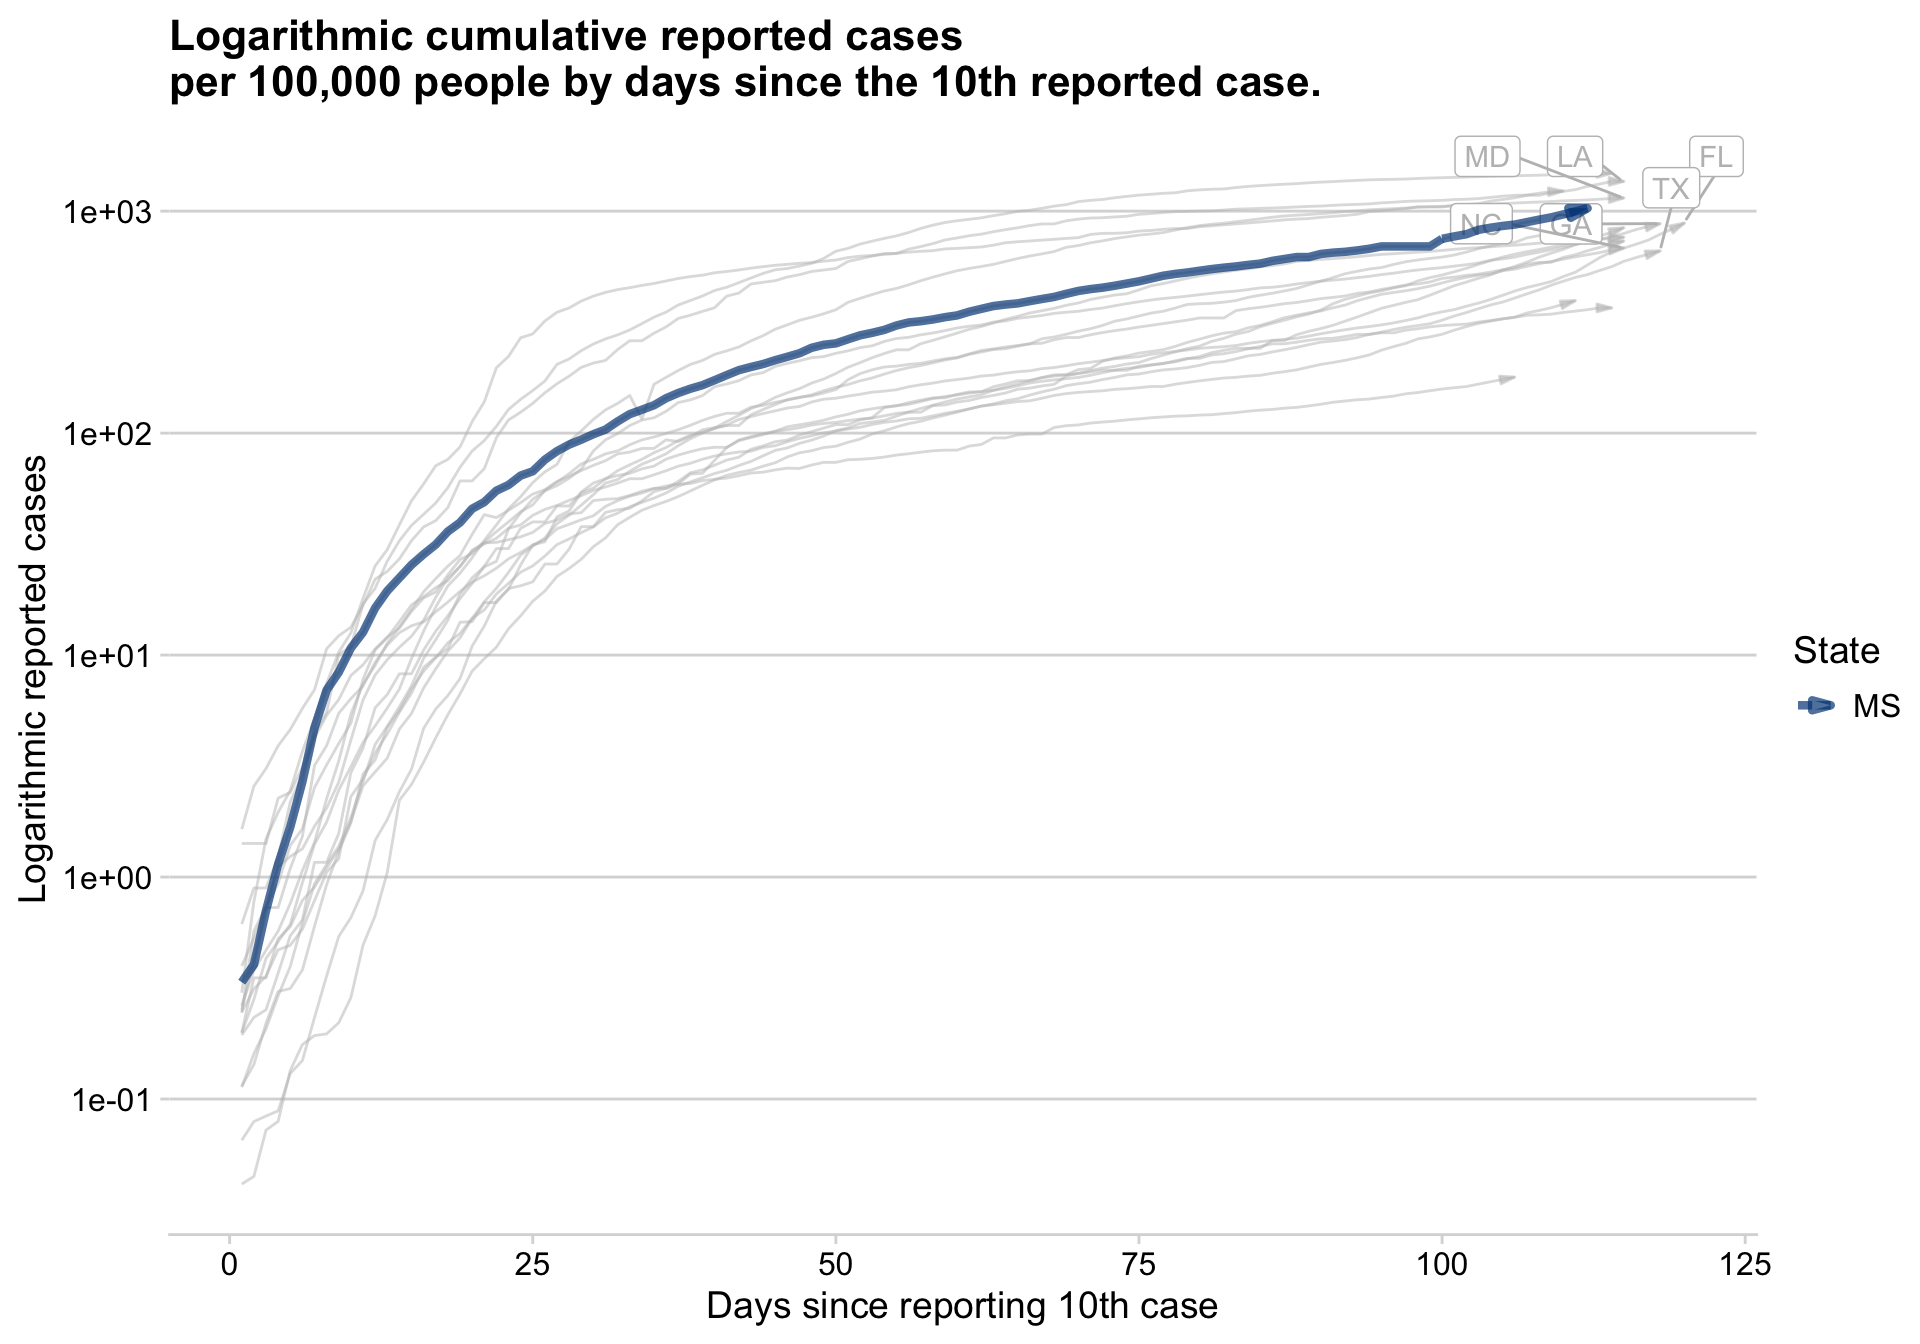 Logarithmic cumulative reported cases
per 100,000 people by days since the 10th reported case.
MD
LA
FL
TX
NC
GA
1e+03
1e+02
1e+01
1e+00
1e-01
Logarithmic reported cases
State
MS
0
25
50
75
100
125
Days since reporting 10th case